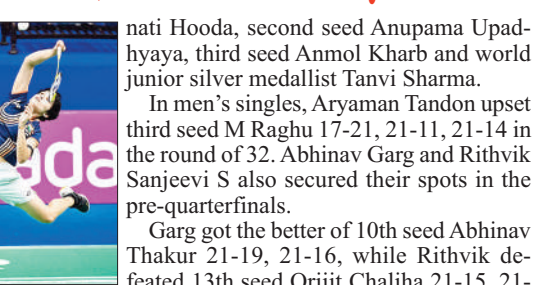 nati Hooda, second seed Anupama Upad-
hyaya, third seed Anmol Kharb and world
junior silver medallist Tanvi Sharma.
In men's singles, Aryaman Tandon upset
third seed M Raghu 17-21, 21-11, 21-14 in
the round of 32. Abhinav Garg and Rithvik
Sanjeevi S also secured their spots in the
pre-quarterfinals.
Garg got the better of 10th seed Abhinav
Thakur 21-19, 21-16, while Rithvik de-
feated 13th seed Orijit Chaliha 21-15, 21-
ada